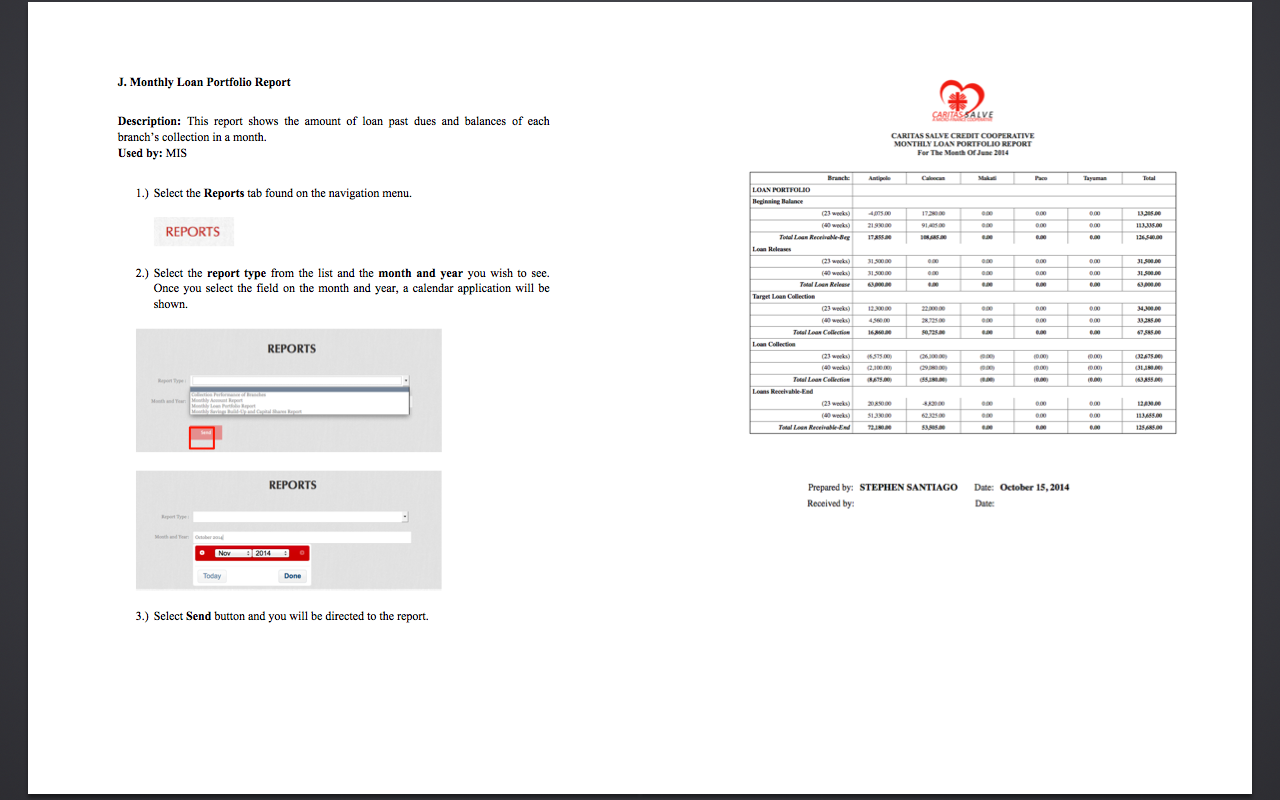 J. Monthly Loan Portfolio Report
Description: This report shows the amount of loan past dues and balances of each
branch's collection in a month.
Used by: MIS
1.) Select the Reports tab found on the navigation menu.
REPORTS
2.) Select the report type from the list and the month and year you wish to see.
Once you select the field on the month and year, a calendar application will be
shown.
REPORTS
Report Type:
Month and Year:
Collection Performance of Branches
Monthly Account Report
Monthly Loan Portfolio Report
Monthly Savings Build-Up and Capital Shares Report
Send
REPORTS
Report Type:
Month and Year: October 2014
Nov 2014
Today Done
3.) Select Send button and you will be directed to the report.
CARITAS SALVE
CARITAS SALVE CREDIT COOPERATIVE
MONTHLY LOAN PORTFOLIO REPORT
For The Month Of June 2014
Branch: Antipolo Caloocan Makati Paco Tayuman Total
LOAN PORTFOLIO
Beginning Balance
(23 weeks) -4,075.00 17,280.00 0.00 0.00 0.00 13,205.00
(40 weeks) 21,930.00 91,405.00 0.00 0.00 0.00 113,335.00
Total Loan Receivable-Beg 17,855.00 108,685.00 0.00 0.00 0.00 126,540.00
Loan Releases
(23 weeks) 31,500.00 0.00 0.00 0.00 0.00 31,500.00
(40 weeks) 31,500.00 0.00 0.00 0.00 0.00 31,500.00
Total Loan Release 63,000.00 0.00 0.00 0.00 0.00 63,000.00
Target Loan Collection
(23 weeks) 12,300.00 22,000.00 0.00 0.00 0.00 34,300.00
(40 weeks) 4,560.00 28,725.00 0.00 0.00 0.00 33,285.00
Total Loan Collection 16,860.00 50,725.00 0.00 0.00 0.00 67,585.00
Loan Collection
(23 weeks) (6,575.00) (26,100.00) (0.00) (0.00) (0.00) (32,675.00)
(40 weeks) (2,100.00) (29,080.00) (0.00) (0.00) (0.00) (31,180.00)
Total Loan Collection (8,675.00) (55,180.00) (0.00) (0.00) (0.00) (63,855.00)
Loans Receivable-End
(23 weeks) 20,850.00 -8,820.00 0.00 0.00 0.00 12,030.00
(40 weeks) 51,330.00 62,325.00 0.00 0.00 0.00 113,655.00
Total Loan Receivable-End 72,180.00 53,505.00 0.00 0.00 0.00 125,685.00
Prepared by: STEPHEN SANTIAGO Date: October 15, 2014
Received by: Date: